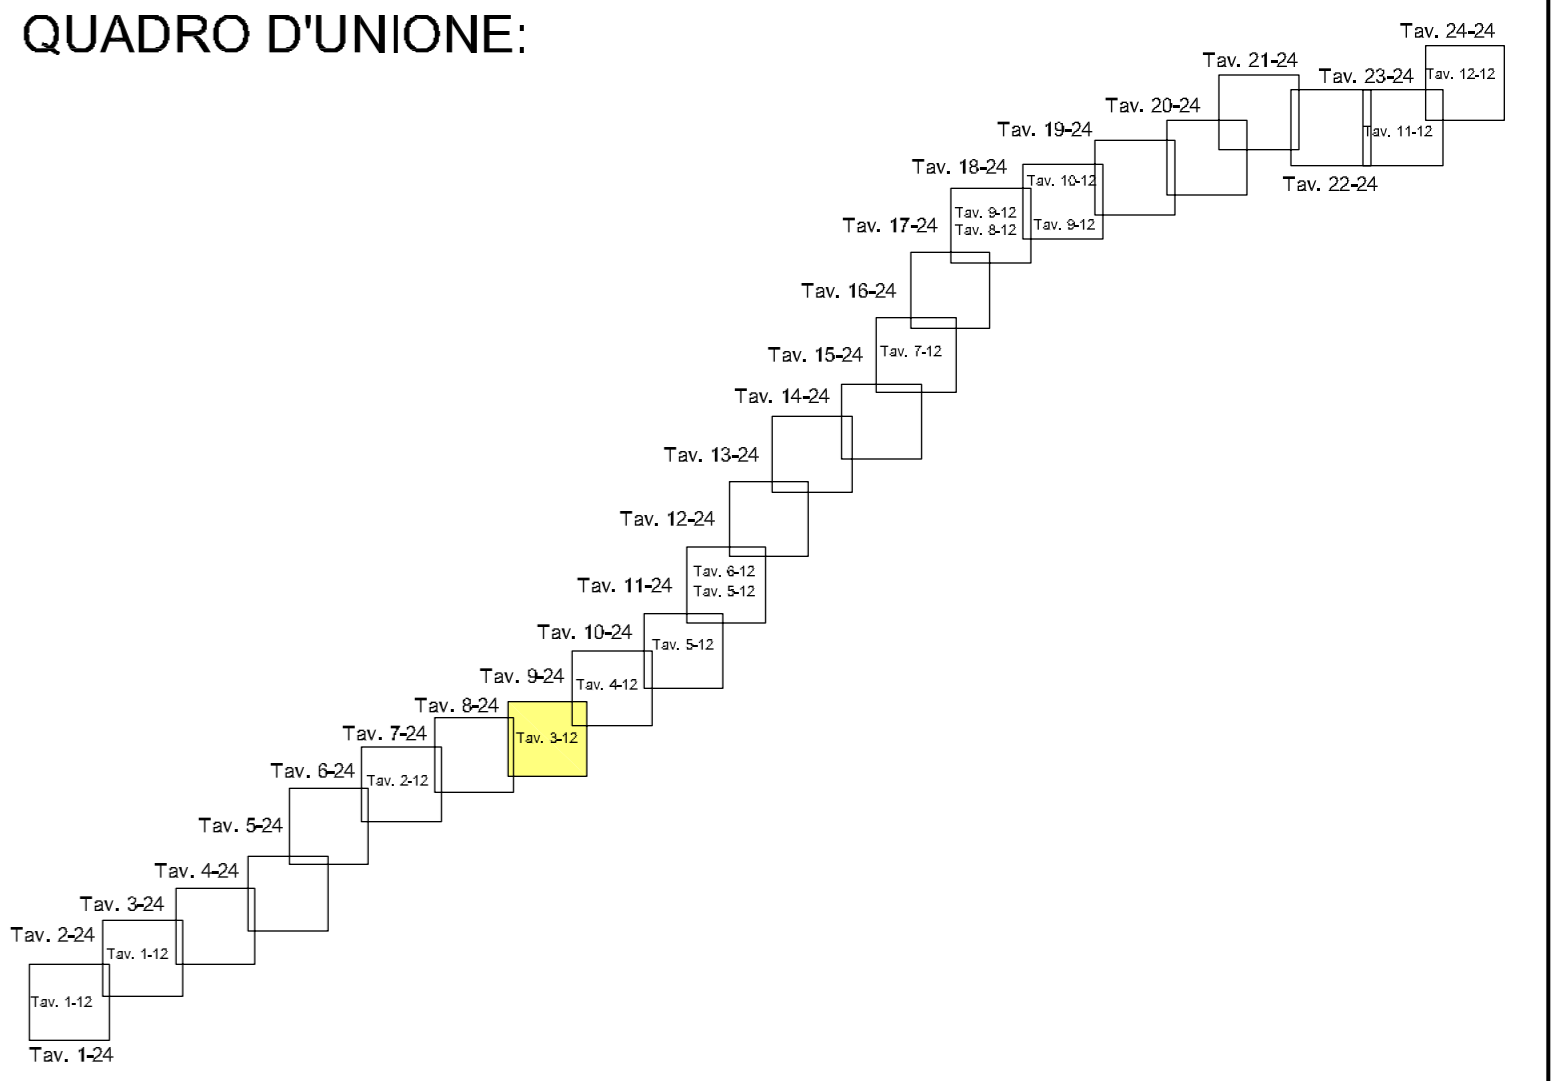 QUADRO D'UNIONE:
Tav. 24-24
Tav. 12-12
Tav. 21-24
Tav. 23-24
Tav. 11-12
Tav. 22-24
Tav. 20-24
Tav. 19-24
Tav. 10-12
Tav. 9-12
Tav. 18-24
Tav. 9-12
Tav. 8-12
Tav. 17-24
Tav. 16-24
Tav. 15-24
Tav. 7-12
Tav. 14-24
Tav. 13-24
Tav. 12-24
Tav. 11-24
Tav. 6-12
Tav. 5-12
Tav. 10-24
Tav. 5-12
Tav. 9-24
Tav. 4-12
Tav. 8-24
Tav. 3-12
Tav. 7-24
Tav. 2-12
Tav. 6-24
Tav. 5-24
Tav. 4-24
Tav. 3-24
Tav. 2-24
Tav. 1-12
Tav. 1-12
Tav. 1-24